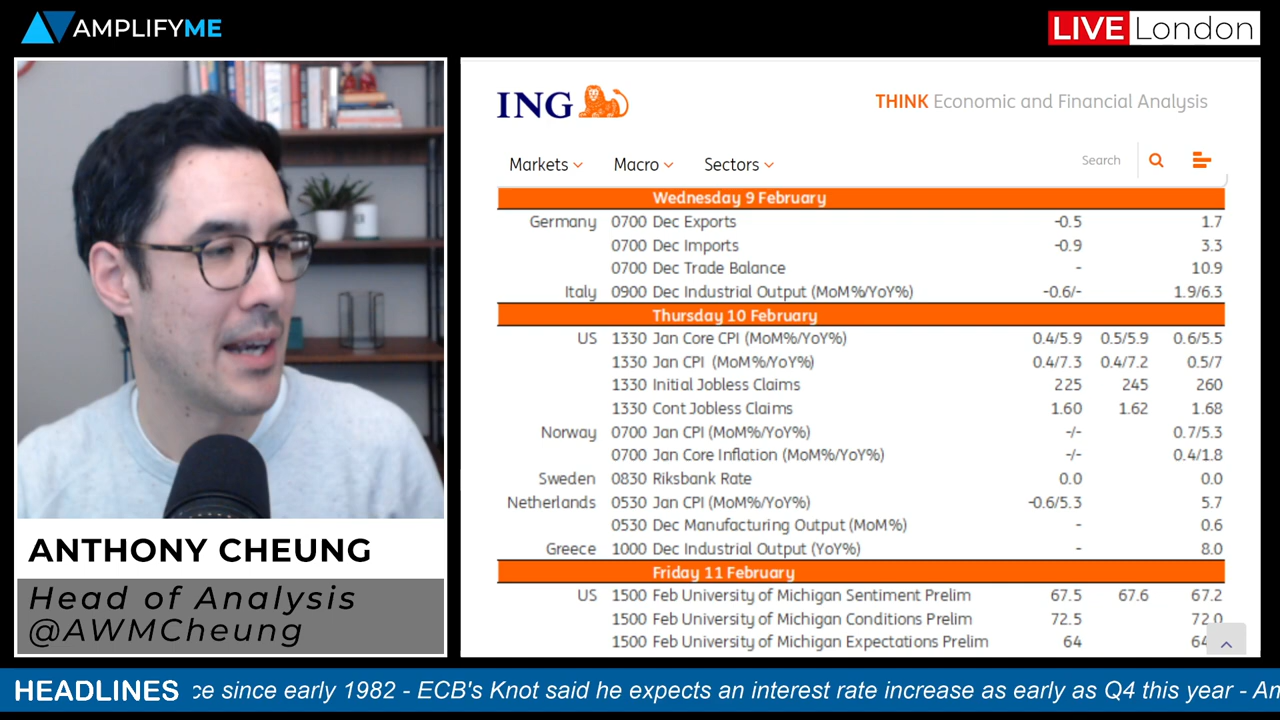 AMPLIFYME
LIVE London
ING
THINK Economic and Financial Analysis
Markets Macro Sectors Search
Wednesday 9 February
Germany 0700 Dec Exports -0.5 1.7
0700 Dec Imports -0.9 3.3
0700 Dec Trade Balance - 10.9
Italy 0900 Dec Industrial Output (MoM%/YoY%) -0.6/- 1.9/6.3
Thursday 10 February
US 1330 Jan Core CPI (MoM%/YoY%) 0.4/5.9 0.5/5.9 0.6/5.5
1330 Jan CPI (MoM%/YoY%) 0.4/7.3 0.4/7.2 0.5/7
1330 Initial Jobless Claims 225 245 260
1330 Cont Jobless Claims 1.60 1.62 1.68
Norway 0700 Jan CPI (MoM%/YoY%) -/- 0.7/5.3
0700 Jan Core Inflation (MoM%/YoY%) -/- 0.4/1.8
Sweden 0830 Riksbank Rate 0.0 0.0
Netherlands 0530 Jan CPI (MoM%/YoY%) -0.6/5.3 5.7
0530 Dec Manufacturing Output (MoM%) - 0.6
Greece 1000 Dec Industrial Output (YoY%) - 8.0
Friday 11 February
US 1500 Feb University of Michigan Sentiment Prelim 67.5 67.6 67.2
1500 Feb University of Michigan Conditions Prelim 72.5 72.0
1500 Feb University of Michigan Expectations Prelim 64
ANTHONY CHEUNG
Head of Analysis
@AWMCheung
HEADLINES ce since early 1982 - ECB's Knot said he expects an interest rate increase as early as Q4 this year - Am